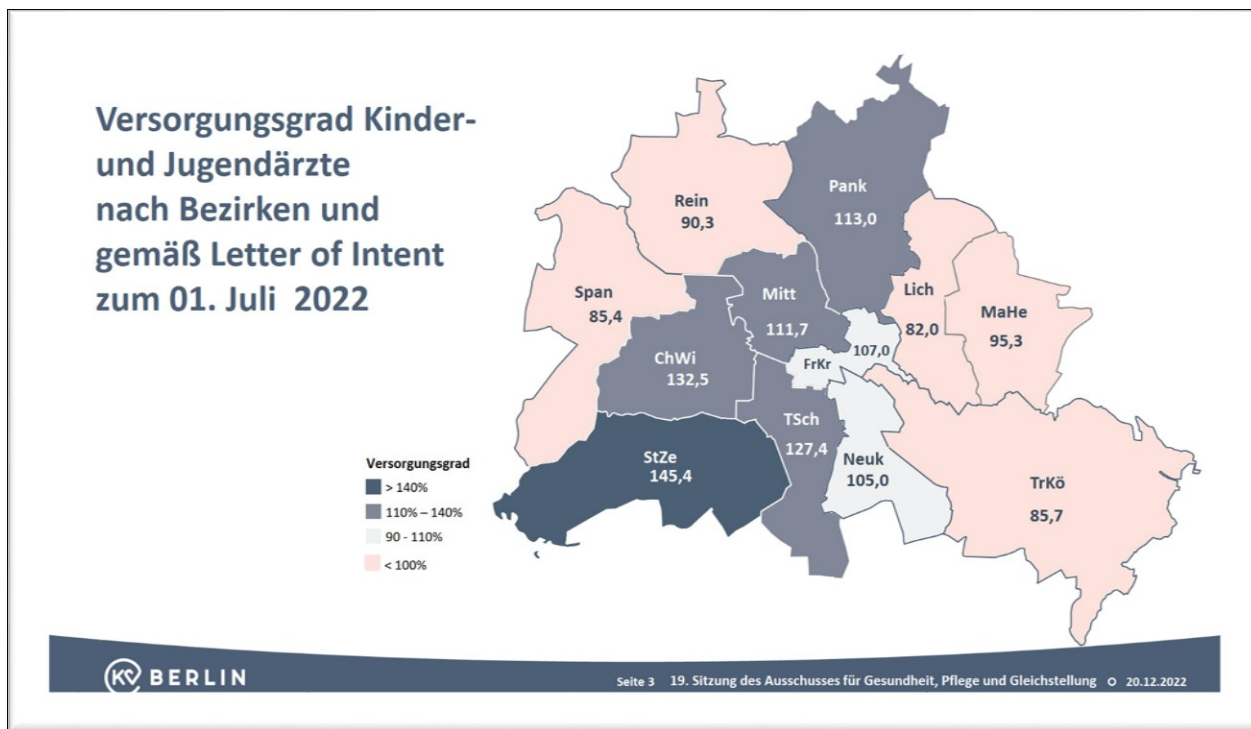 Versorgungsgrad Kinder-
und Jugendärzte
nach Bezirken und
gemäß Letter of Intent
zum 01. Juli 2022
Pank
113,0
Rein
90,3
Span
85,4
Mitt
111,7
Lich
82,0
MaHe
95,3
ChWi
132,5
FrKr
107,0
TSch
127,4
StZe
145,4
Neuk
105,0
TrKö
85,7
Versorgungsgrad
> 140%
110% – 140%
90 - 110%
< 100%
KV BERLIN
Seite 3 19. Sitzung des Ausschusses für Gesundheit, Pflege und Gleichstellung O 20.12.2022